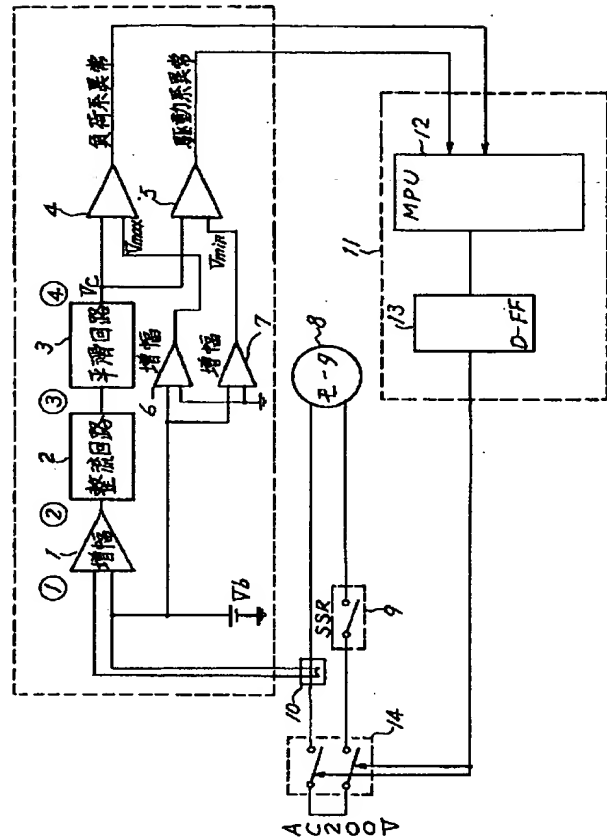 ①
1
増幅
②
2
整流回路
③
3
平滑回路
④
Vc
4
負荷系異常
Vmax
5
駆動系異常
Vmin
6
増幅
増幅
7
Vb
8
モータ
9
SSR
10
14
AC200V
11
12
MPU
13
D-FF